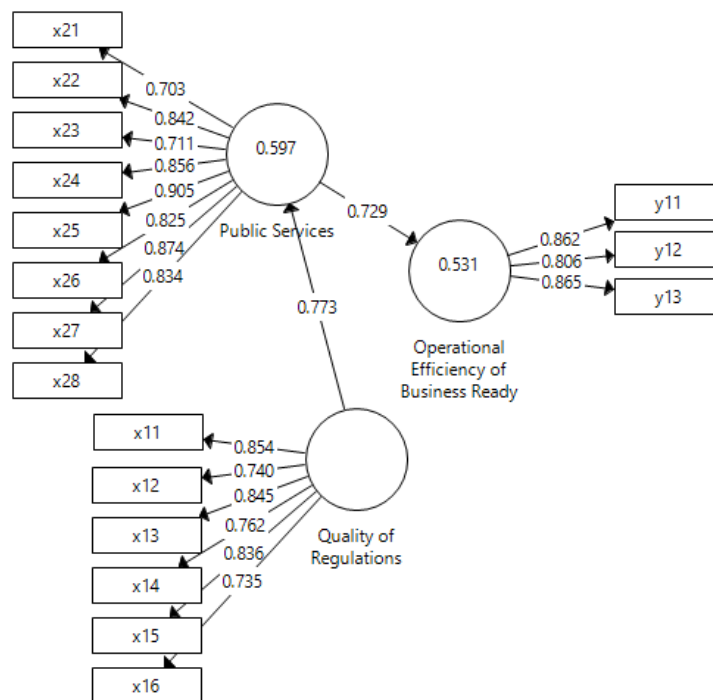 x21
x22
x23
x24
x25
x26
x27
x28
0.703
0.842
0.711
0.856
0.905
0.825
0.874
0.834
0.597
Public Services
0.729
0.773
0.531
Operational
Efficiency of
Business Ready
0.862
0.806
0.865
y11
y12
y13
x11
x12
x13
x14
x15
x16
0.854
0.740
0.845
0.762
0.836
0.735
Quality of
Regulations